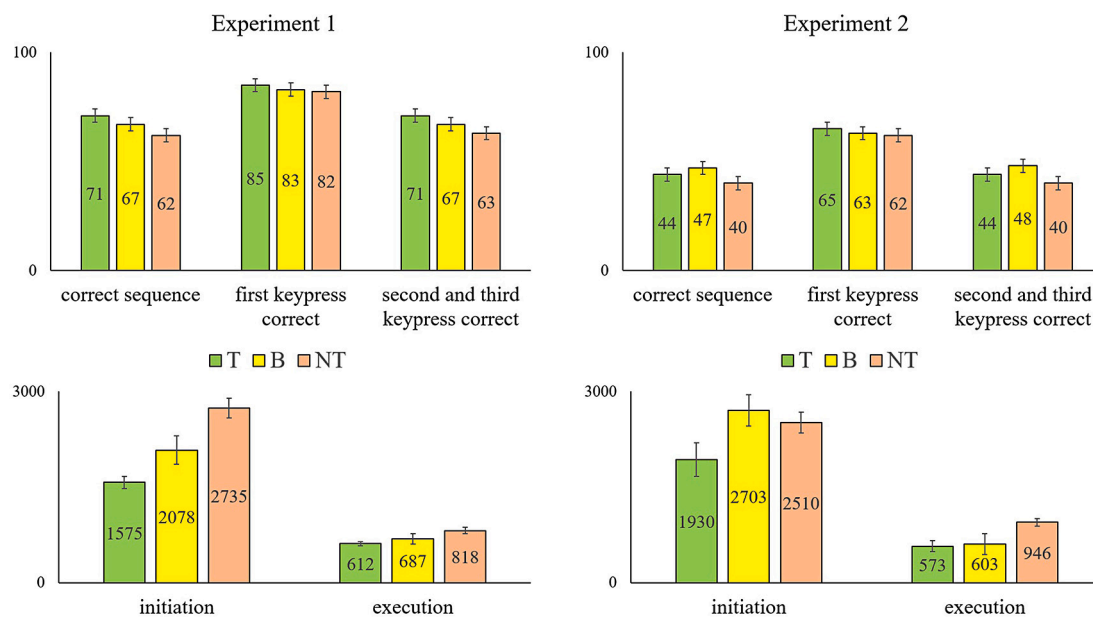 Experiment 1
100
71
67
62
85
83
82
71
67
63
0
correct sequence
first keypress
correct
second and third
keypress correct
T B NT
3000
1575
2078
2735
612
687
818
0
initiation
execution
Experiment 2
100
44
47
40
65
63
62
44
48
40
0
correct sequence
first keypress
correct
second and third
keypress correct
T B NT
3000
1930
2703
2510
573
603
946
0
initiation
execution